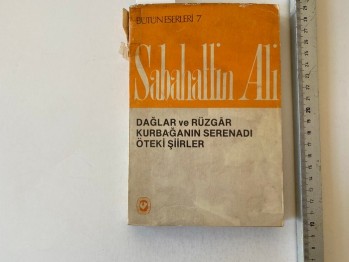 BÜTÜN ESERLERİ 7
Sabahattin Ali
DAĞLAR ve RÜZGÂR
KURBAĞANIN SERENADI
ÖTEKİ ŞİİRLER